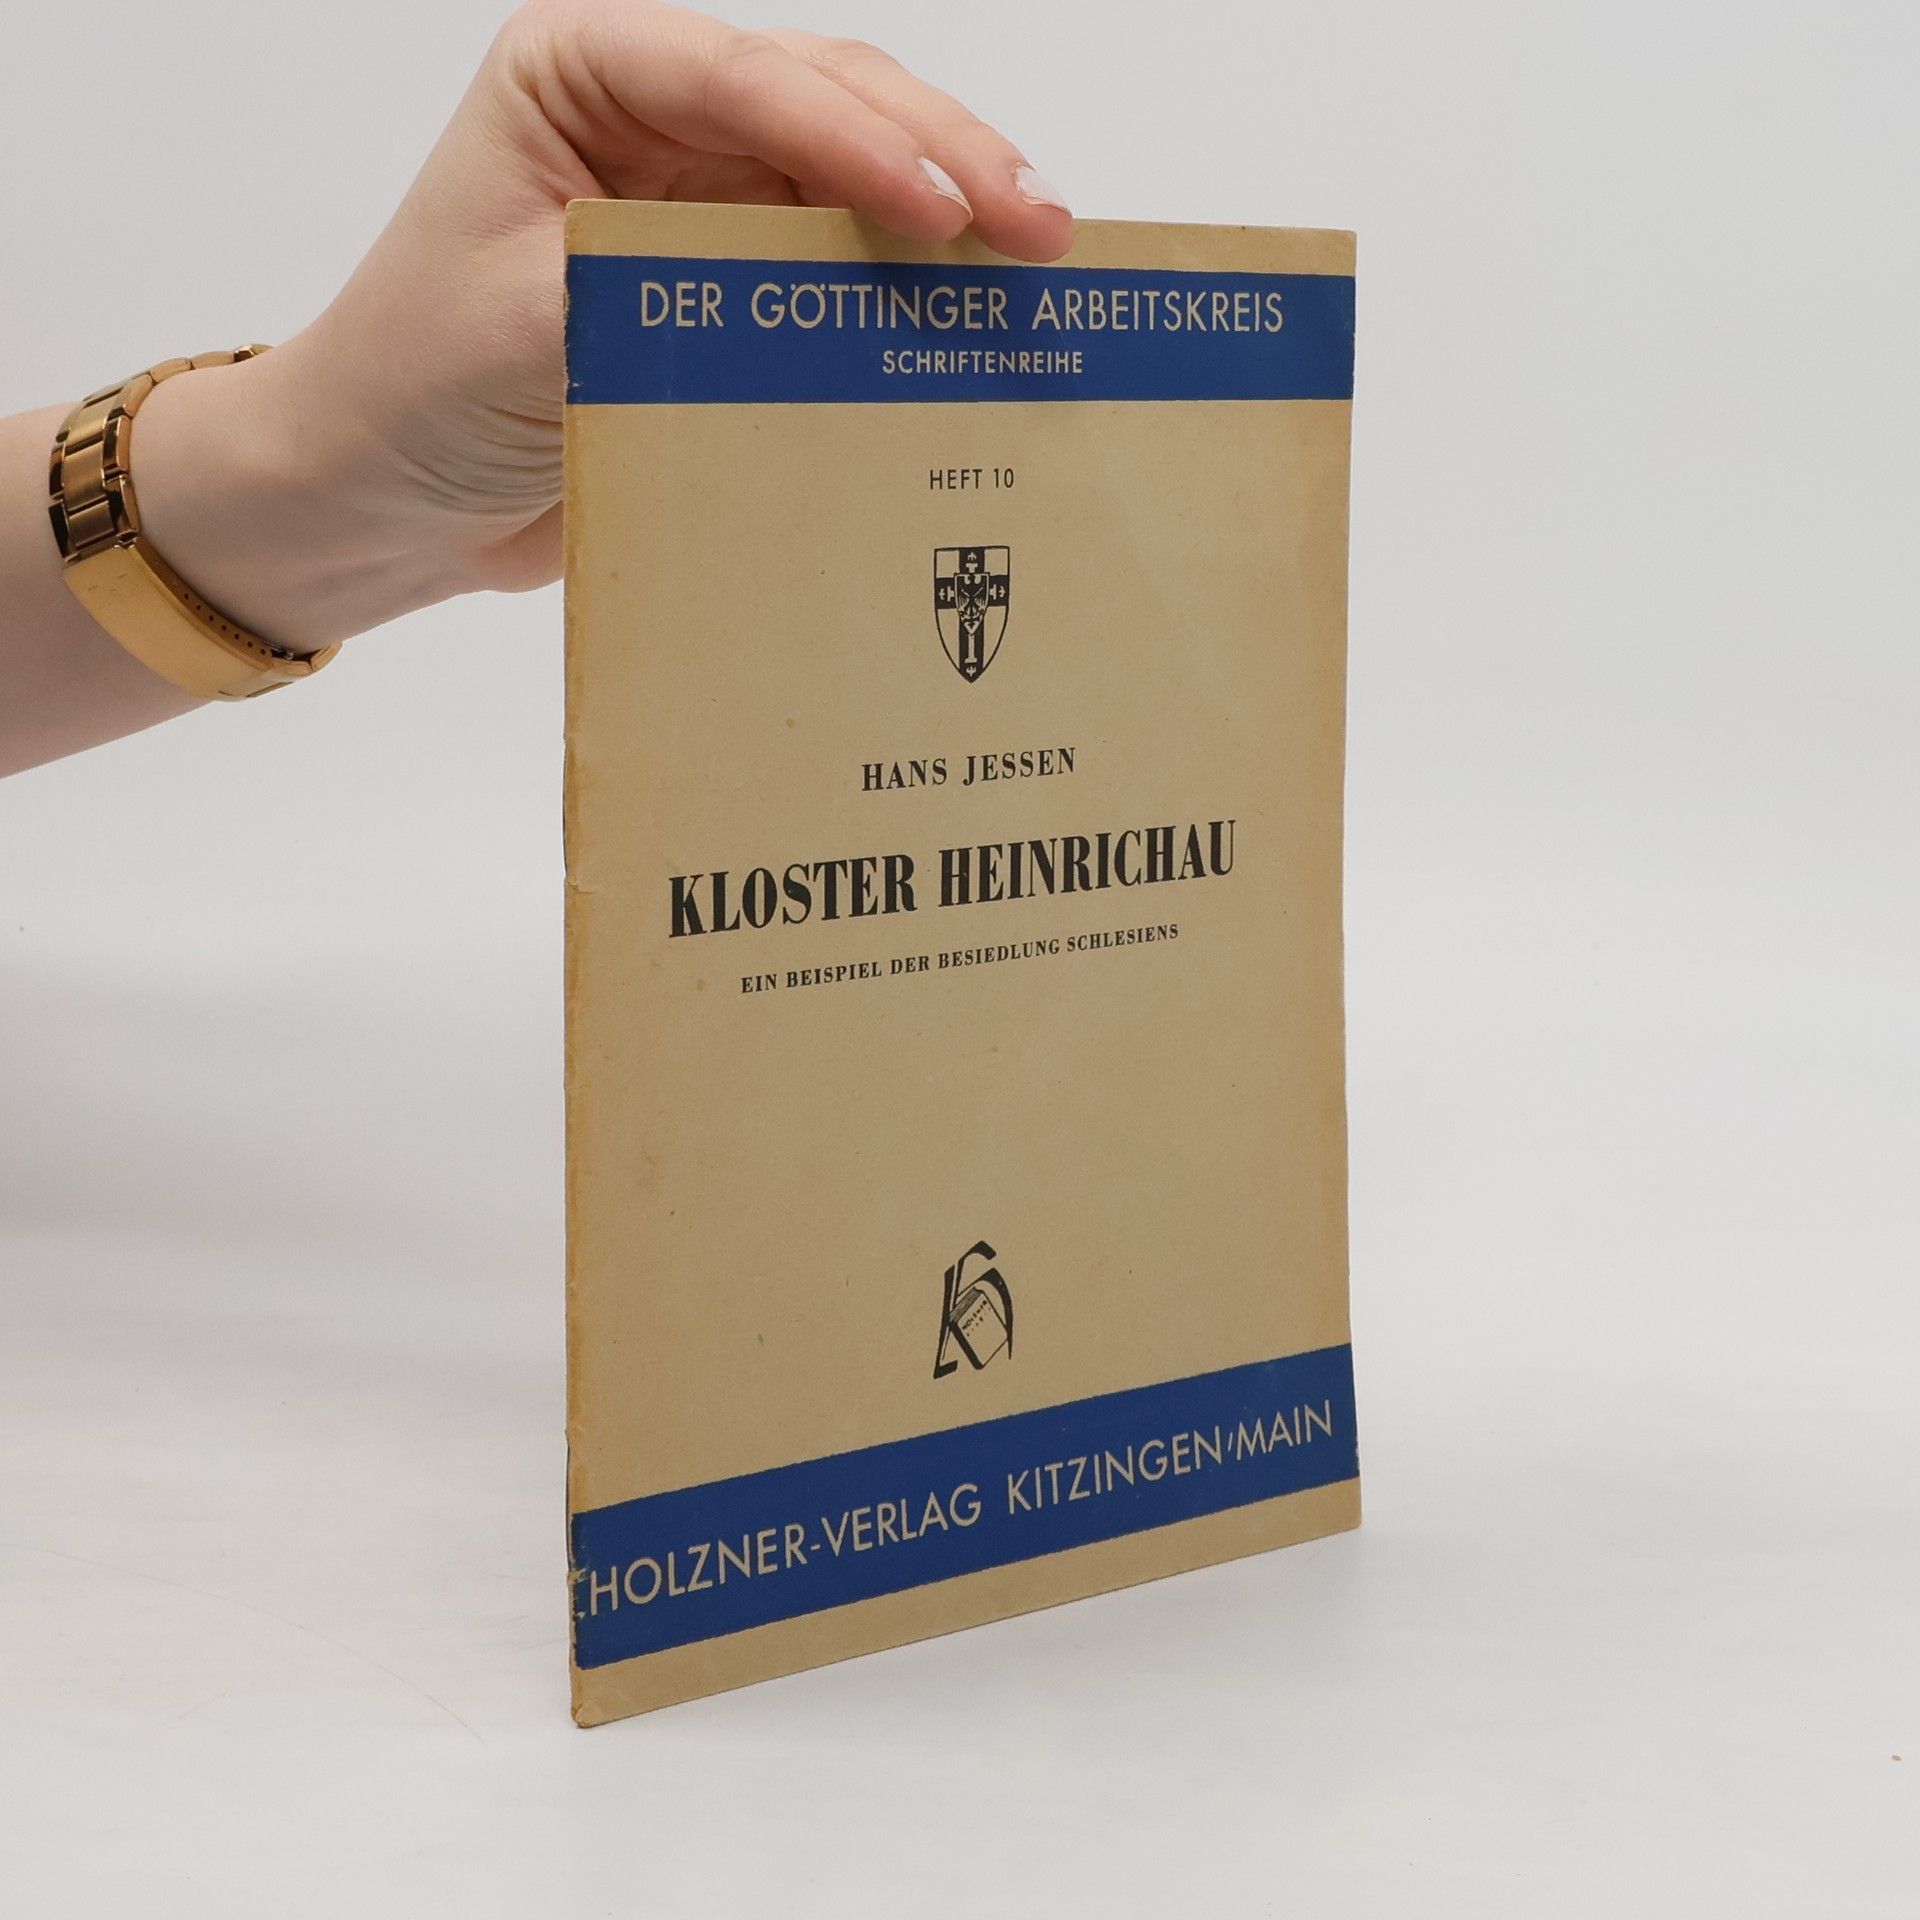 DER GÖTTINGER ARBEITSKREIS
SCHRIFTENREIHE
HEFT 10
HANS JESSEN
KLOSTER HEINRICHAU
EIN BEISPIEL DER BESIEDLUNG SCHLESIENS
HOLZNER
HOLZNER-VERLAG KITZINGEN/MAIN